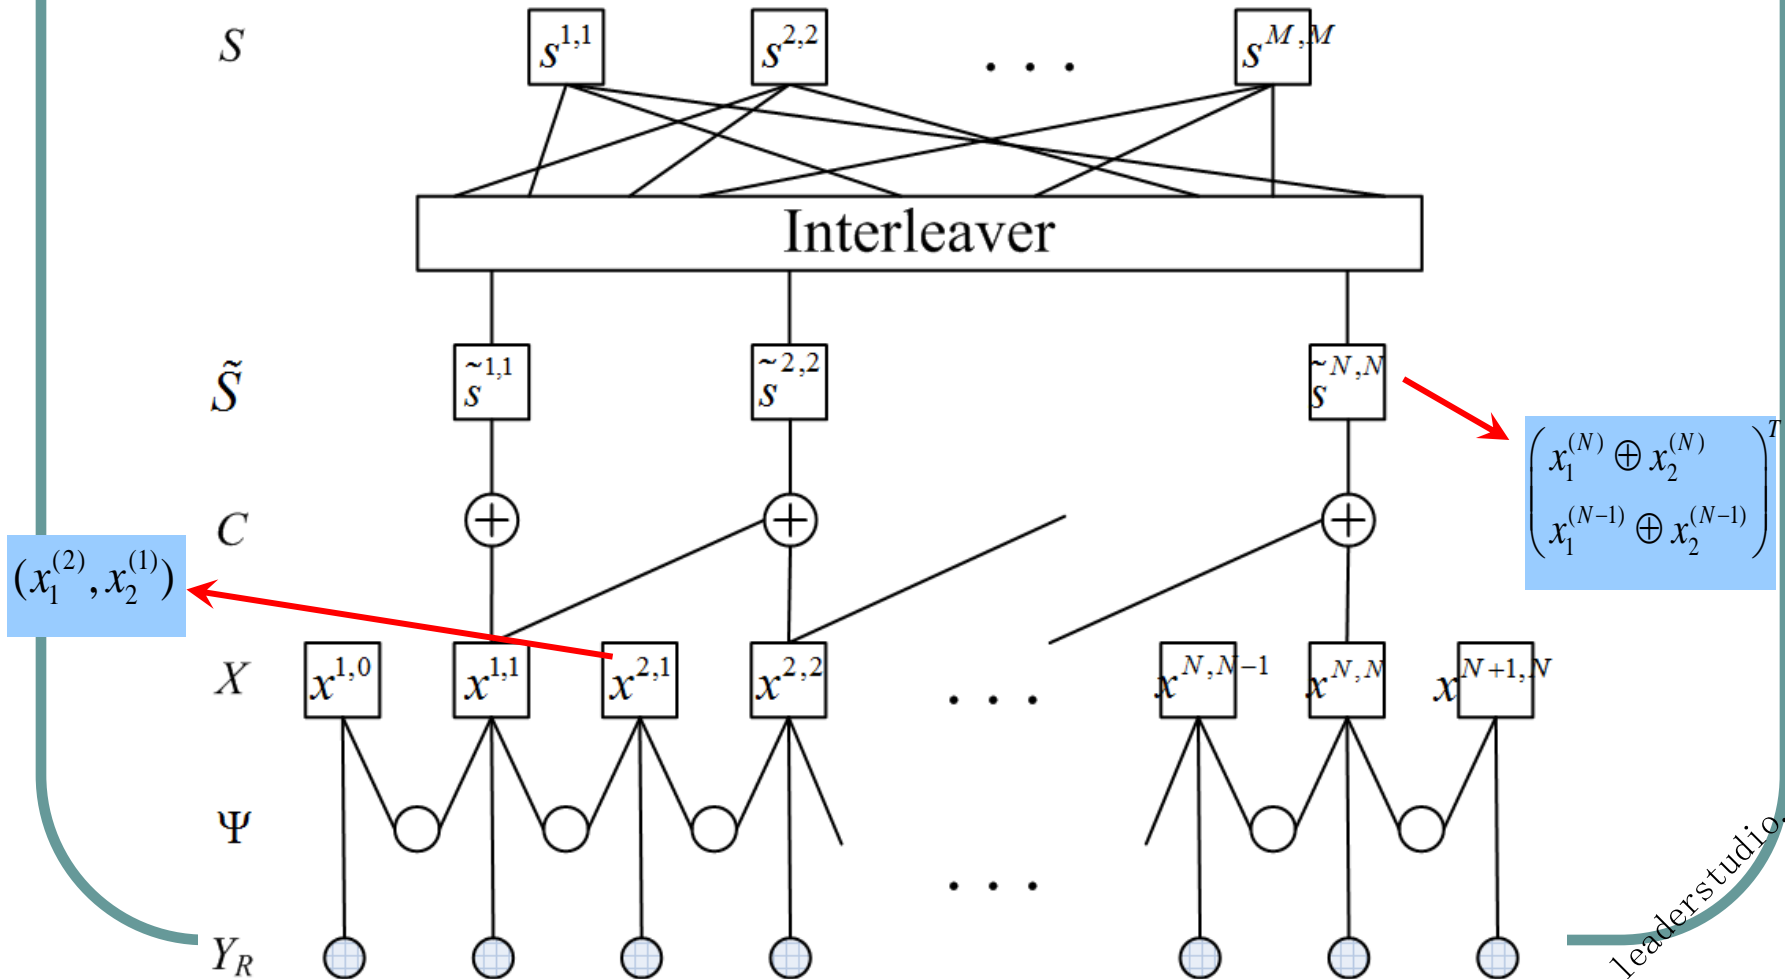 S s^{1,1} s^{2,2} . . . s^{M,M}
Interleaver
S̃ s̃^{1,1} s̃^{2,2} s̃^{N,N}
(x_1^{(N)} ⊕ x_2^{(N)}
x_1^{(N-1)} ⊕ x_2^{(N-1)})^T
C + + +
(x_1^{(2)}, x_2^{(1)})
X x^{1,0} x^{1,1} x^{2,1} x^{2,2} . . . x^{N,N-1} x^{N,N} x^{N+1,N}
Ψ
. . .
Y_R
leaderstudio.